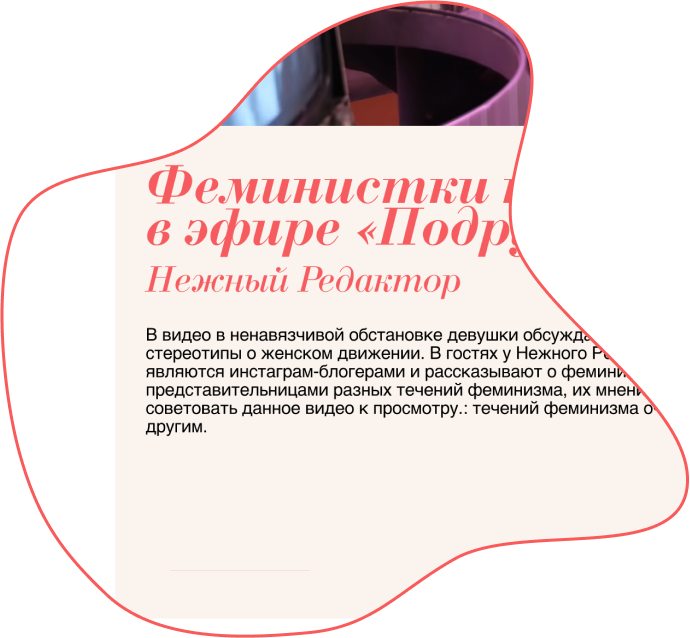 Феминистки
в эфире «Подру
Нежный Редактор
В видео в ненавязчивой обстановке девушки обсужда
стереотипы о женском движении. В гостях у Нежного Ре
являются инстаграм-блогерами и рассказывают о фемини
представительницами разных течений феминизма, их мнени
советовать данное видео к просмотру.: течений феминизма о
другим.